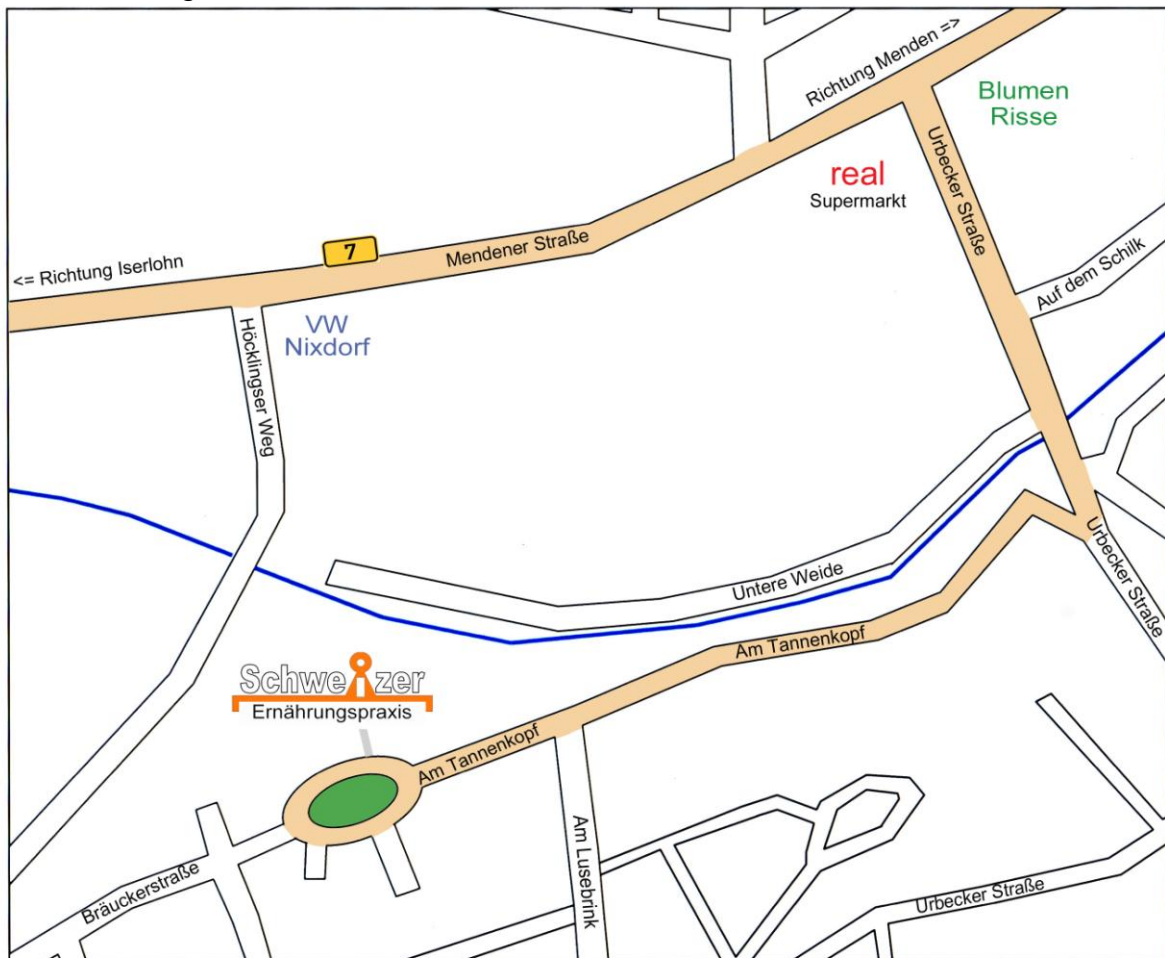 Richtung Menden =>
Blumen
Risse
real
Supermarkt
Urbecker Straße
Mendener Straße
7
<= Richtung Iserlohn
Auf dem Schilk
VW
Nixdorf
Höcklingser Weg
Untere Weide
Urbecker Straße
Am Tannenkopf
Schweizer
Ernährungspraxis
Am Tannenkopf
Am Lusebrink
Bräuckerstraße
Urbecker Straße